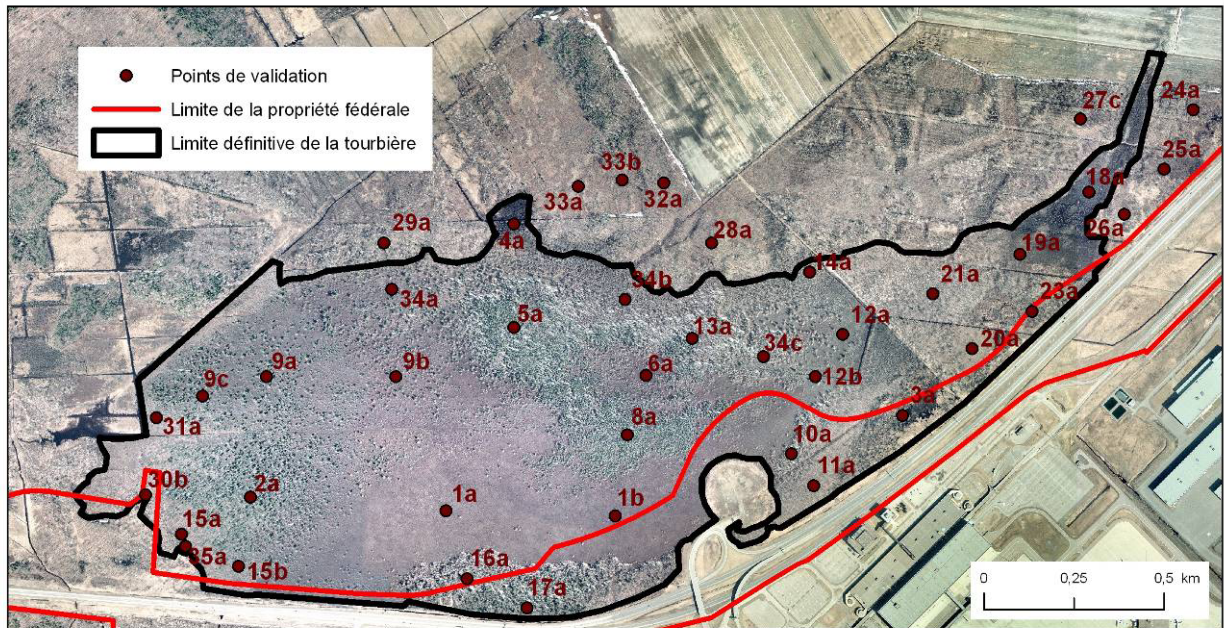 Points de validation
Limite de la propriété fédérale
Limite définitive de la tourbière
24a
27c
25a
33b
33a
32a
18a
26a
29a
4a
28a
19a
14a
21a
34a
34b
23a
5a
13a
12a
34c
20a
9a
9b
6a
12b
9c
31a
3a
8a
10a
30b
2a
11a
1a
1b
15a
35a
15b
16a
17a
0 0,25 0,5 km